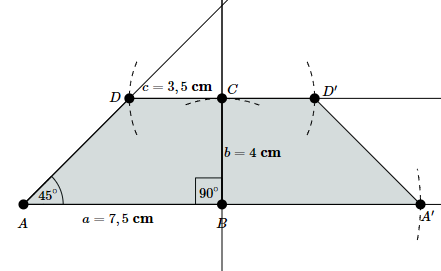 c = 3,5 cm
D
C
D′
b = 4 cm
45°
90°
A
a = 7,5 cm
B
A′